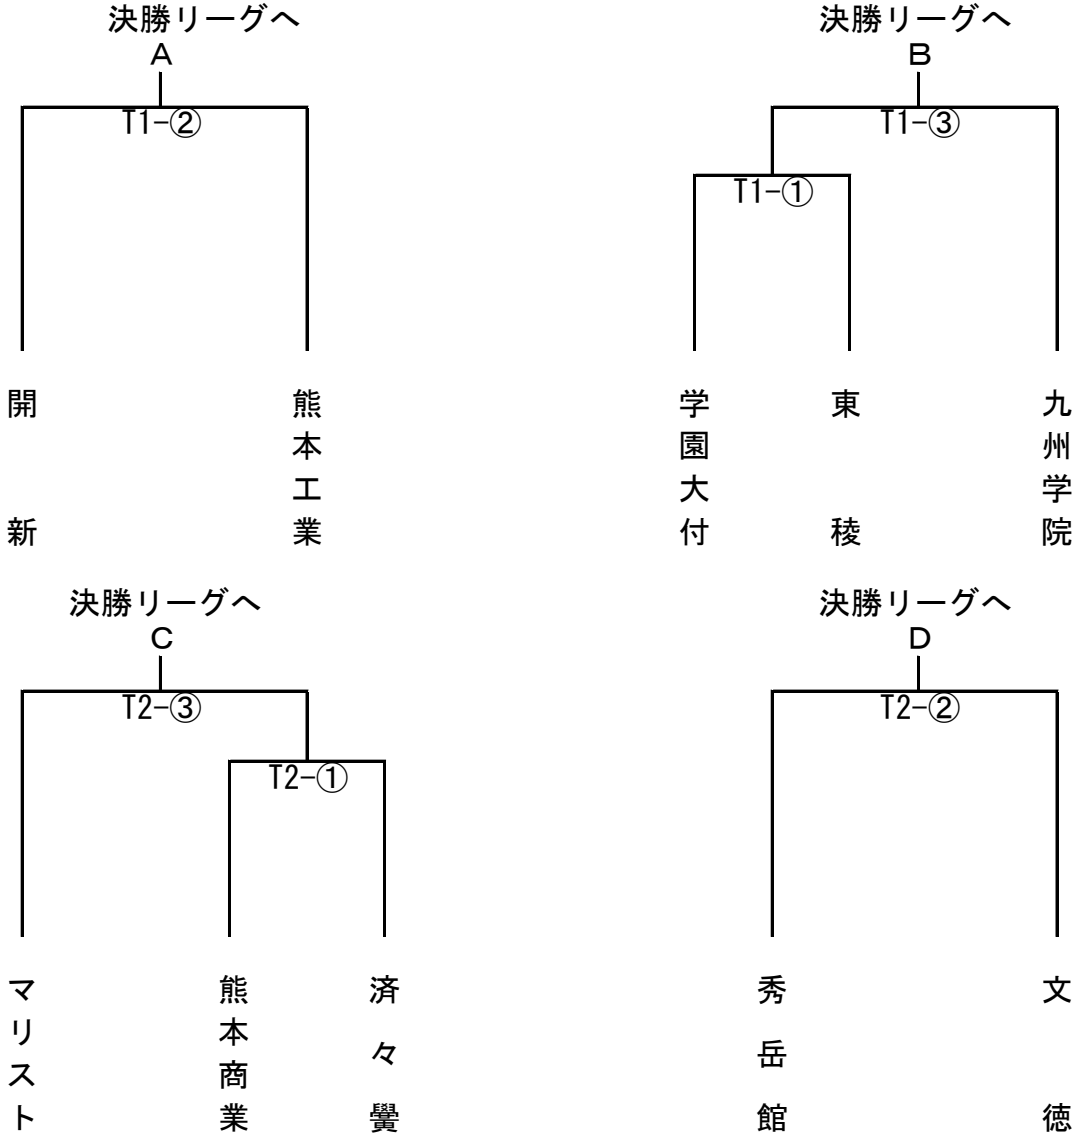 決勝リーグへ
A
T1-②
開新
熊本工業
決勝リーグへ
B
T1-③
T1-①
学園大付
東稜
九州学院
決勝リーグへ
C
T2-③
T2-①
マリスト
熊本商業
済々黌
決勝リーグへ
D
T2-②
秀岳館
文徳